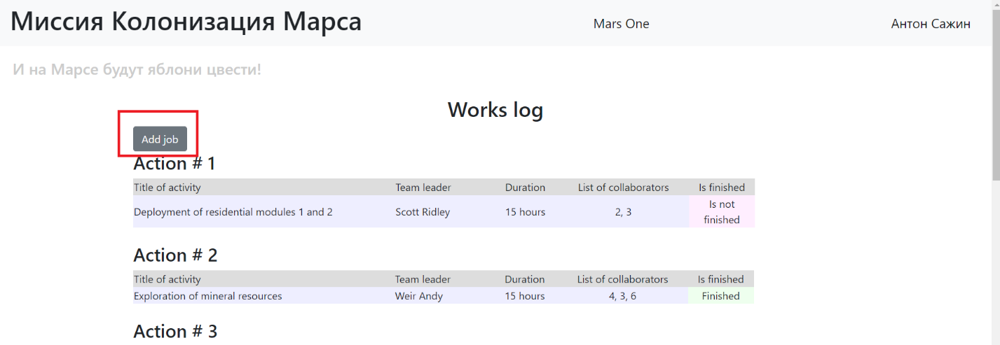 Миссия Колонизация Марса Mars One Антон Сажин
И на Марсе будут яблони цвести!
Works log
Add job
Action # 1
Title of activity Team leader Duration List of collaborators Is finished
Deployment of residential modules 1 and 2 Scott Ridley 15 hours 2, 3 Is not finished
Action # 2
Title of activity Team leader Duration List of collaborators Is finished
Exploration of mineral resources Weir Andy 15 hours 4, 3, 6 Finished
Action # 3